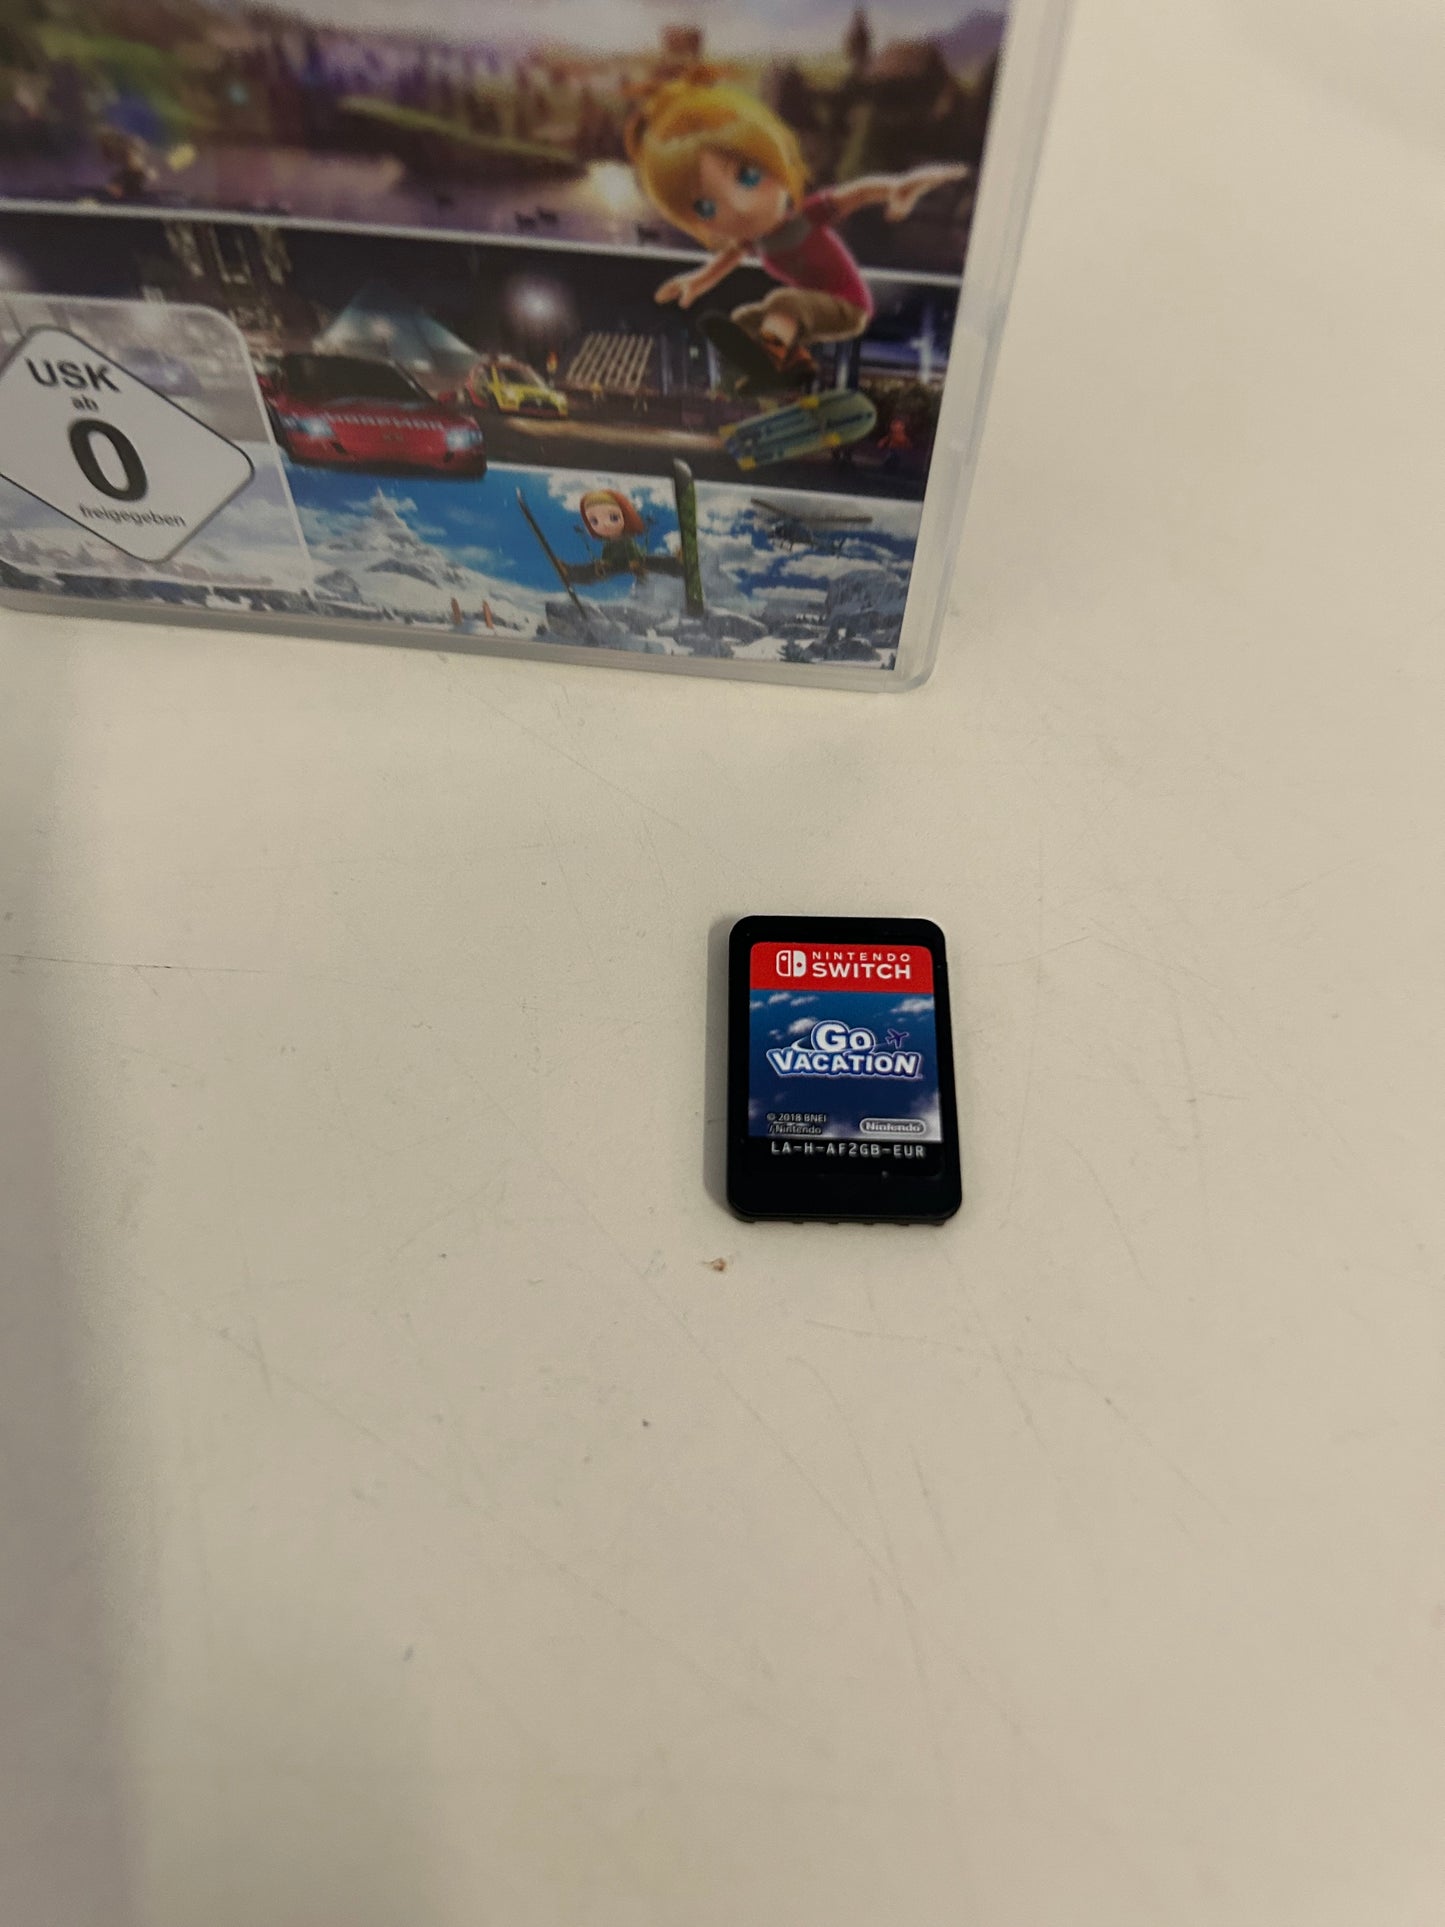 USK
ab
0
freigegeben
NINTENDO
SWITCH
GO
VACATION
© 2018 BNEI
/ Nintendo
Nintendo
LA-H-AF2GB-EUR